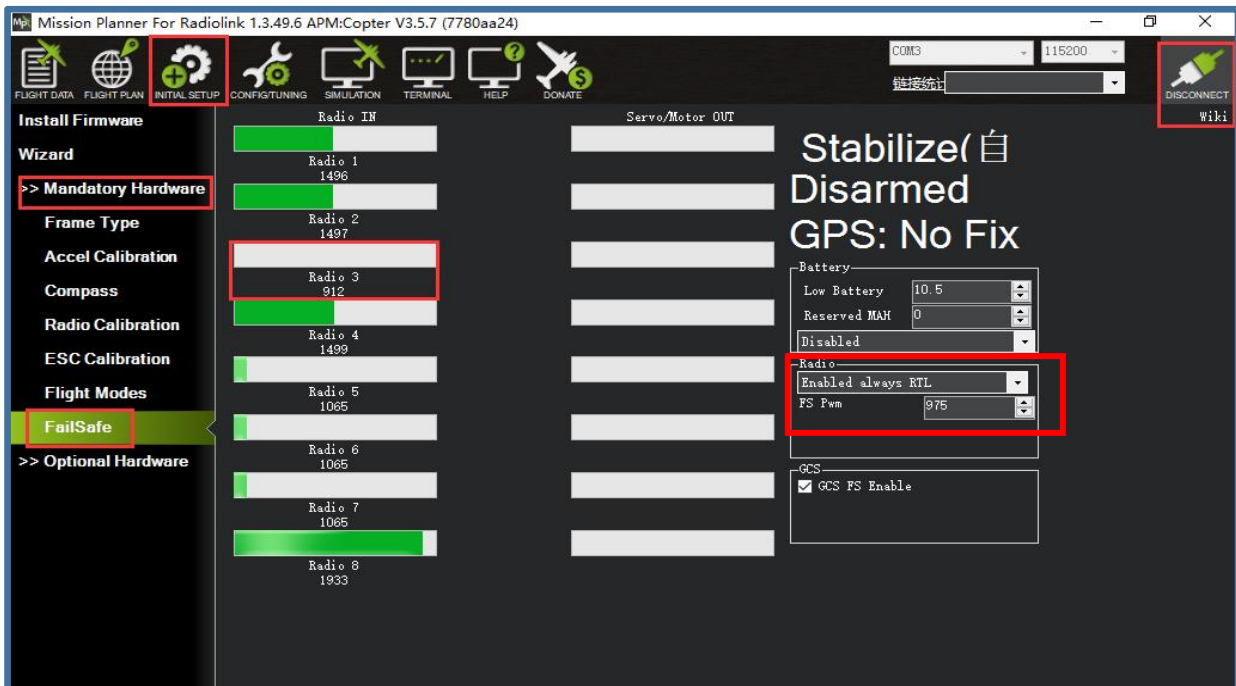 Mission Planner For Radiolink 1.3.49.6 APM:Copter V3.5.7 (7780aa24)
FLIGHT DATA FLIGHT PLAN INITIAL SETUP CONFIG/TUNING SIMULATION TERMINAL HELP DONATE
COM3 115200
链接统计
DISCONNECT
Install Firmware
Wizard
>> Mandatory Hardware
Frame Type
Accel Calibration
Compass
Radio Calibration
ESC Calibration
Flight Modes
FailSafe
>> Optional Hardware
Radio IN
Radio 1
1496
Radio 2
1497
Radio 3
912
Radio 4
1499
Radio 5
1065
Radio 6
1065
Radio 7
1065
Radio 8
1933
Servo/Motor OUT
Wiki
Stabilize(自
Disarmed
GPS: No Fix
Battery
Low Battery 10.5
Reserved MAH 0
Disabled
Radio
Enabled always RTL
FS Pwm 975
GCS
GCS FS Enable